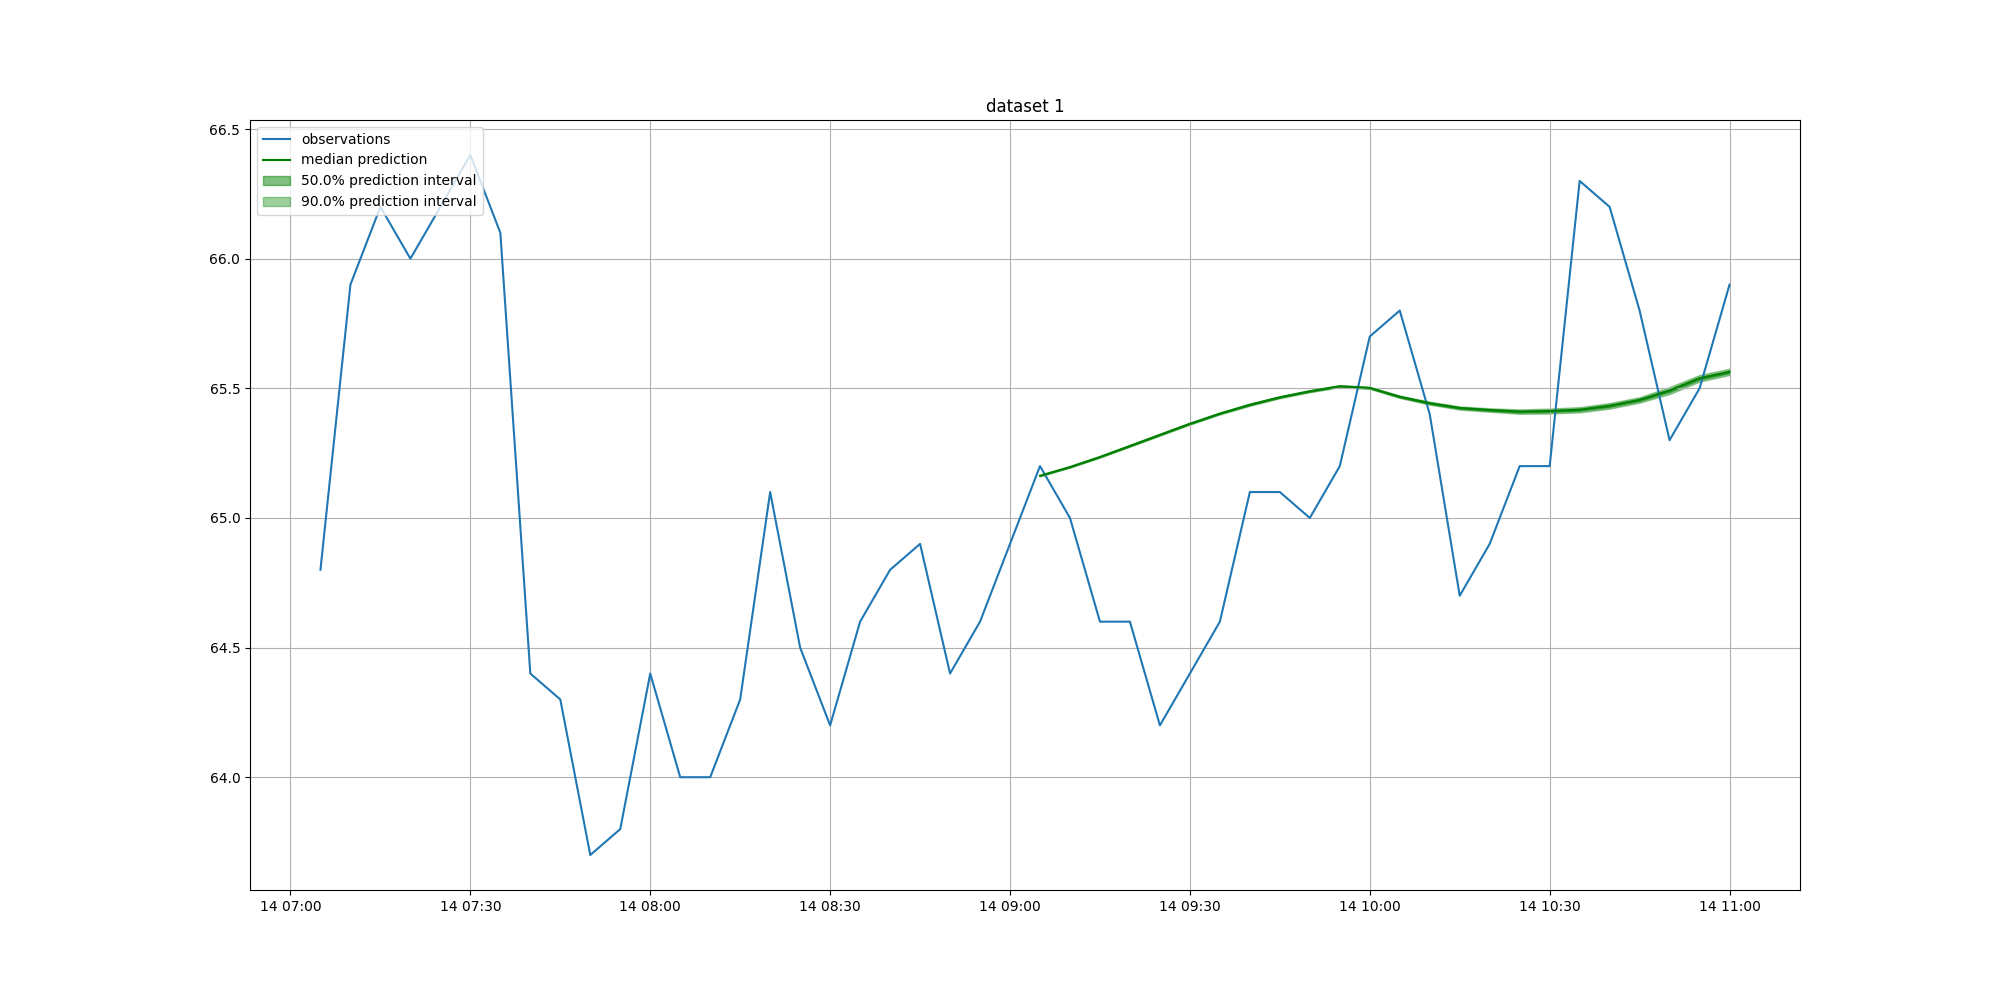 dataset 1
66.5
66.0
65.5
65.0
64.5
64.0
observations
median prediction
50.0% prediction interval
90.0% prediction interval
14 07:00 14 07:30 14 08:00 14 08:30 14 09:00 14 09:30 14 10:00 14 10:30 14 11:00